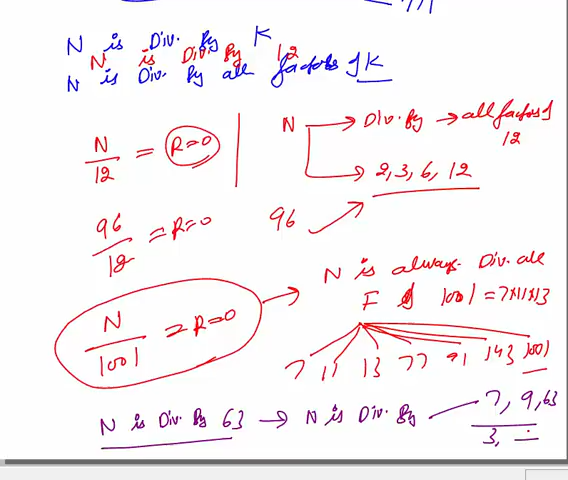 N is Div. By K
N is Div By 12
N is Div. By all factors of K
N/12 = R=0
N → Div. By → all factors of 12
→ 2, 3, 6, 12
96/12 = R=0
96
N/1001 = R=0
N is always Div. all
F of 1001 = 7×11×13
7 11 13 77 91 143 1001
N is Div. By 63 → N is Div By 7, 9, 63
3,